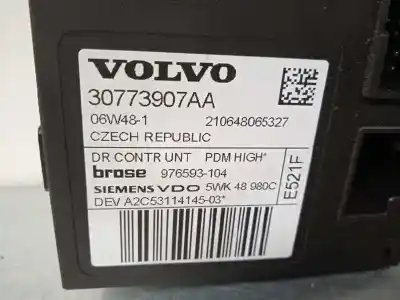 VOLVO
30773907AA
06W48-1 210648065327
CZECH REPUBLIC
DR CONTR UNT PDM HIGH*
brose 976593-104
SIEMENS VDO 5WK 48 980C
DEV A2C53114145-03*
E521F